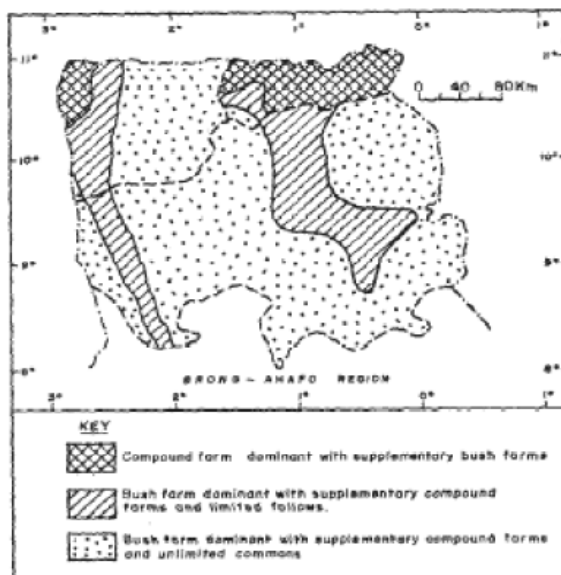 3° 2° 1° 0°
11° 11°
0 40 80Km
10° 10°
9° 9°
8° 8°
BRONG-AHAFO REGION
3° 2° 1° 0° 1°
KEY
Compound farm dominant with supplementary bush farms
Bush farm dominant with supplementary compound
farms and limited follows.
Bush farm dominant with supplementary compound farms
and unlimited commons